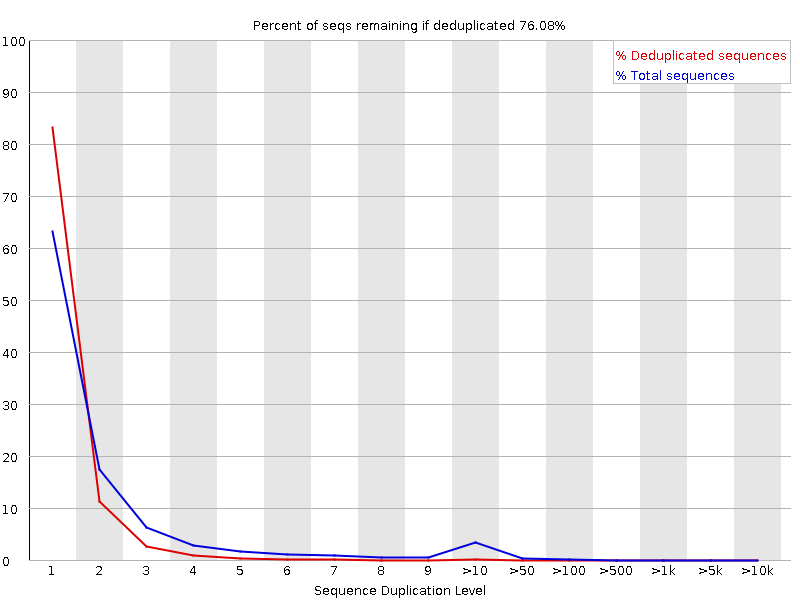 Percent of seqs remaining if deduplicated 76.08%
% Deduplicated sequences
% Total sequences
100
90
80
70
60
50
40
30
20
10
0
1 2 3 4 5 6 7 8 9 >10 >50 >100 >500 >1k >5k >10k
Sequence Duplication Level